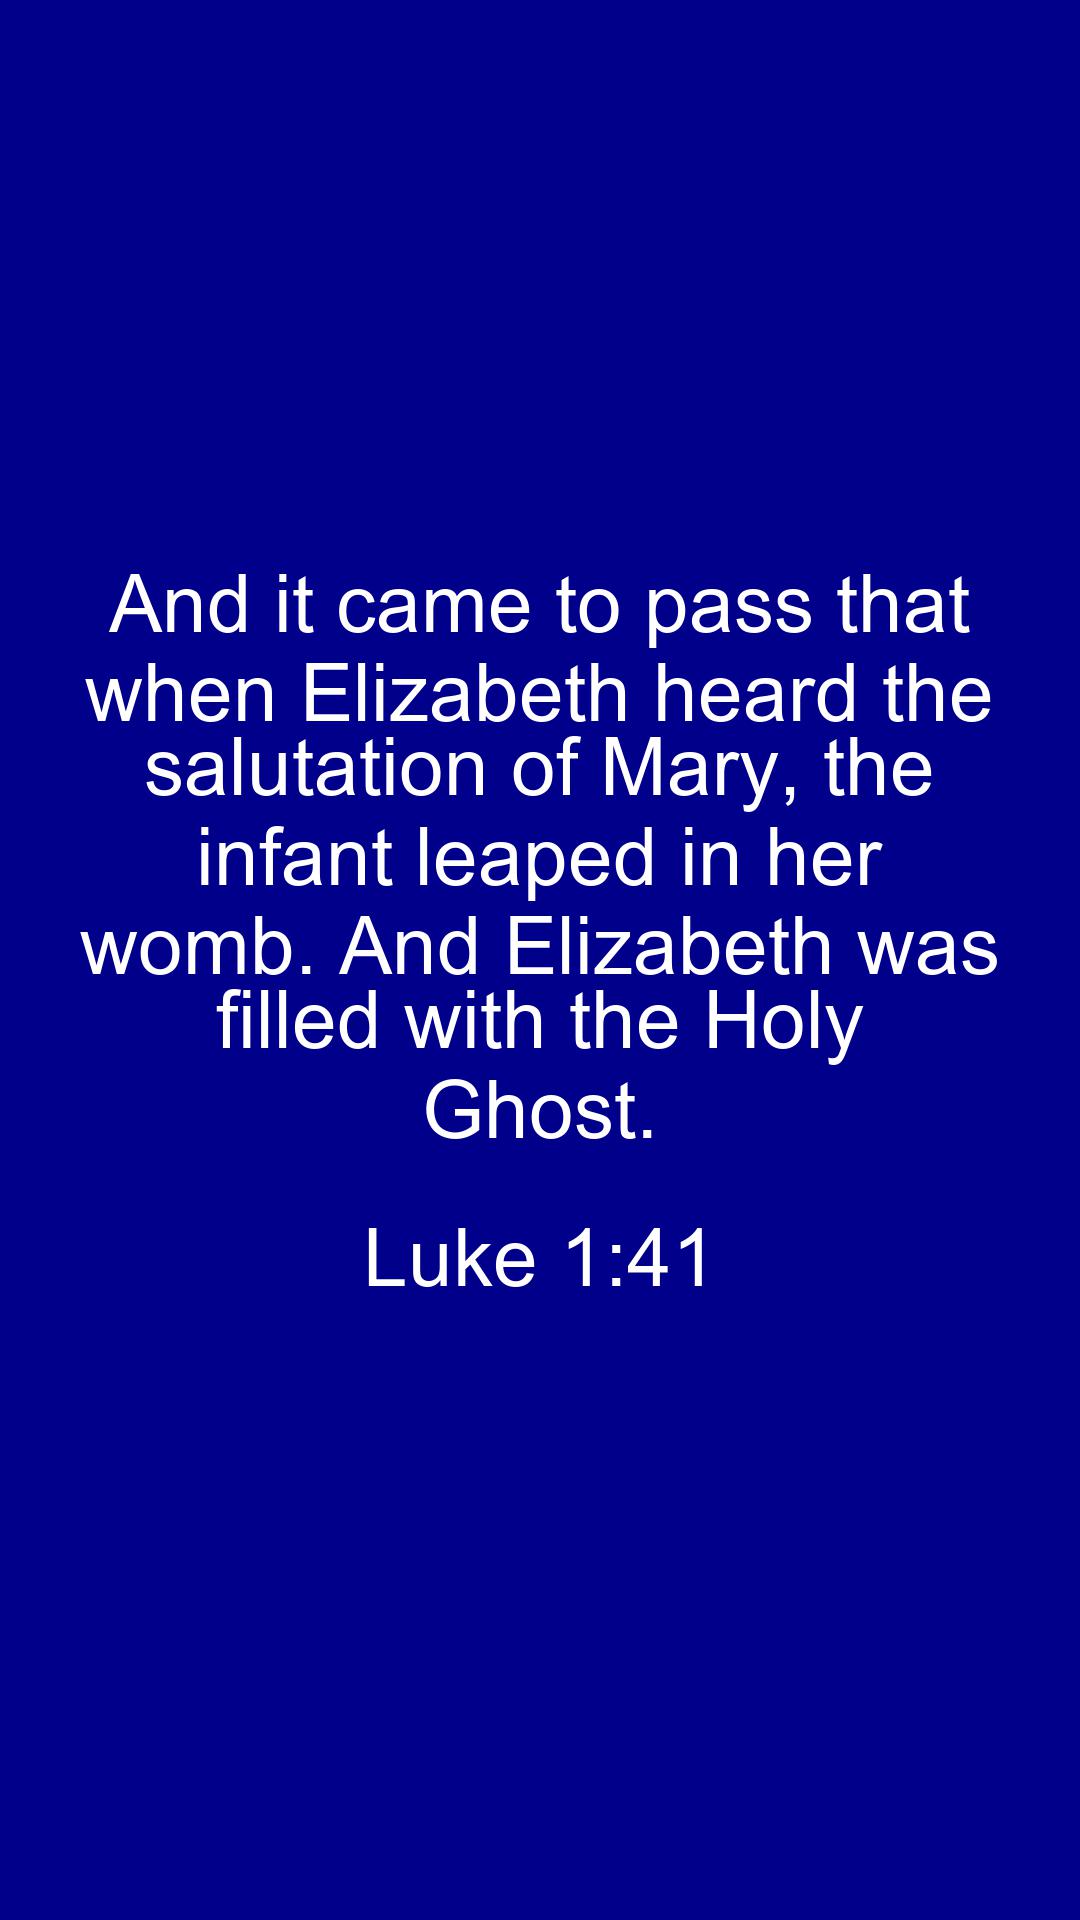 And it came to pass that
when Elizabeth heard the
salutation of Mary, the
infant leaped in her
womb. And Elizabeth was
filled with the Holy
Ghost.
Luke 1:41